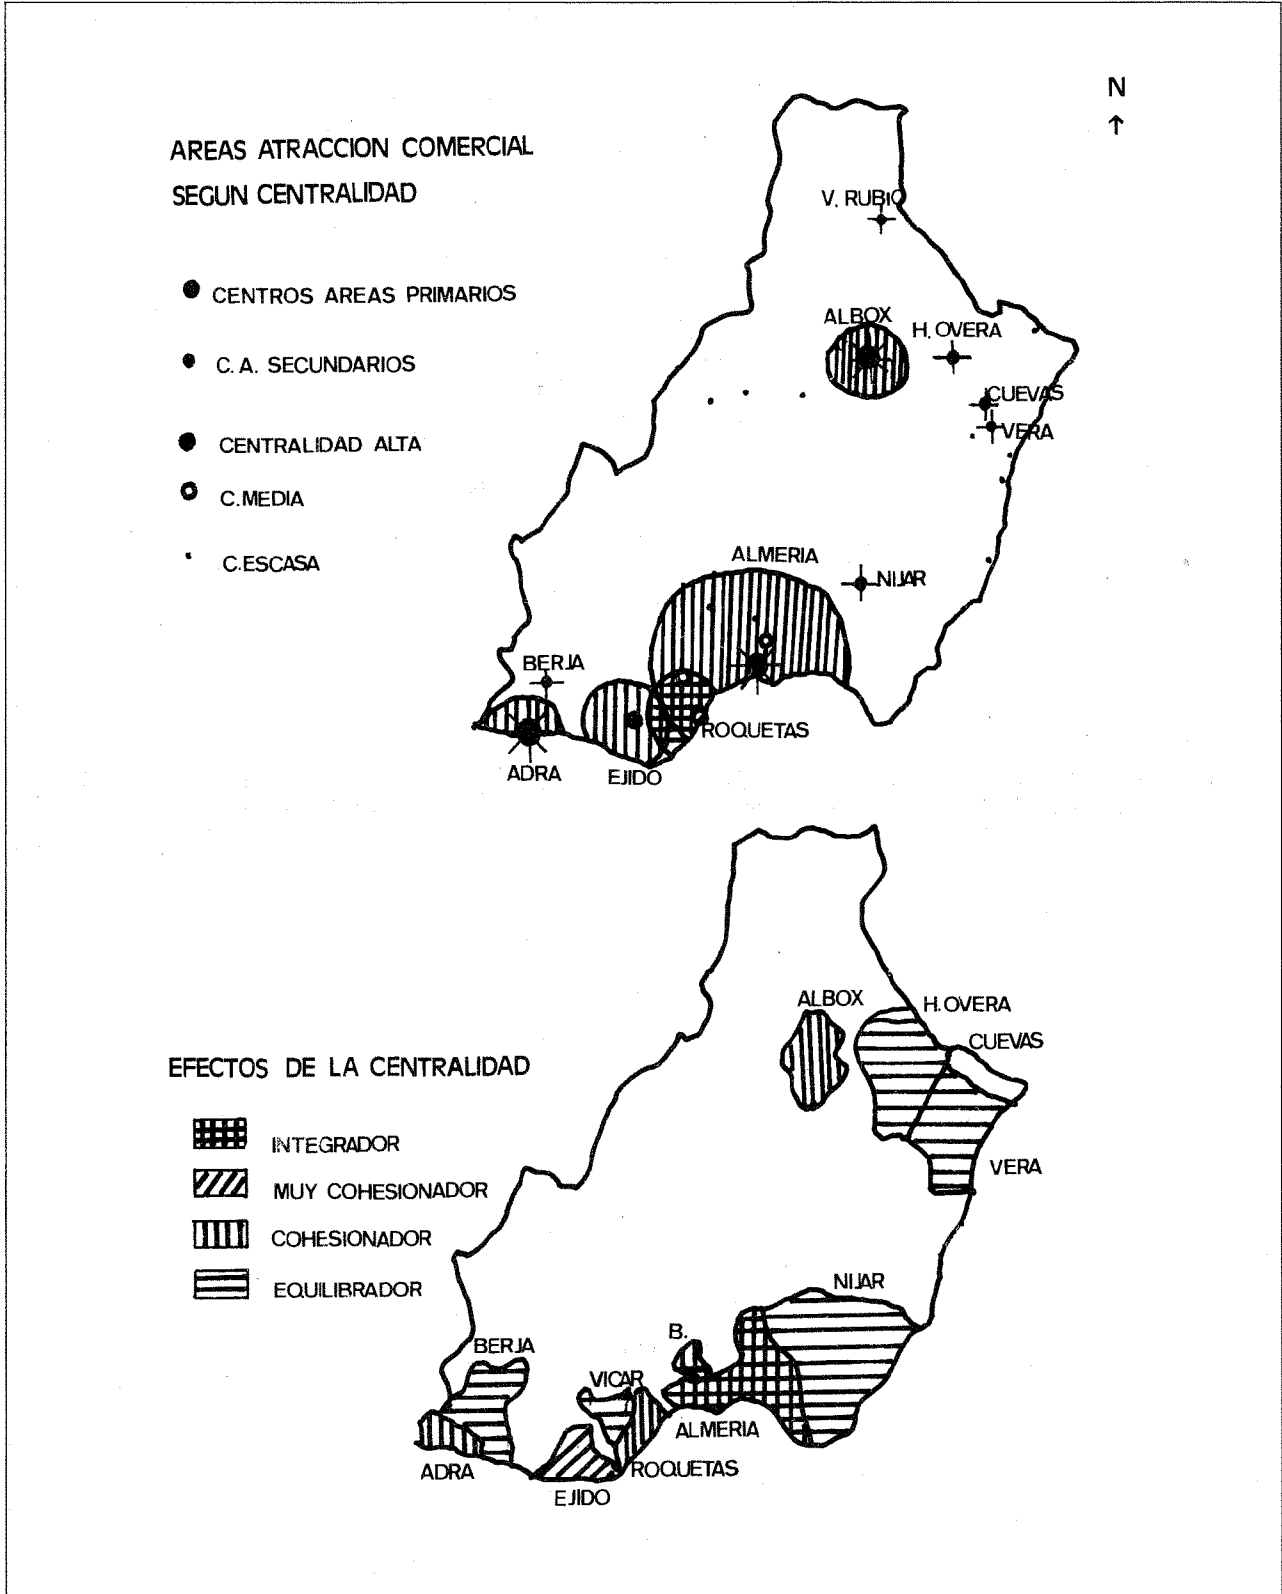 N
AREAS ATRACCION COMERCIAL
SEGUN CENTRALIDAD
CENTROS AREAS PRIMARIOS
C.A. SECUNDARIOS
CENTRALIDAD ALTA
C.MEDIA
C.ESCASA
V. RUBIO
ALBOX
H. OVERA
CUEVAS
VERA
ALMERIA
NIJAR
BERJA
ROQUETAS
ADRA
EJIDO
EFECTOS DE LA CENTRALIDAD
INTEGRADOR
MUY COHESIONADOR
COHESIONADOR
EQUILIBRADOR
ALBOX
H. OVERA
CUEVAS
VERA
NIJAR
B.
BERJA
VICAR
ALMERIA
ADRA
ROQUETAS
EJIDO